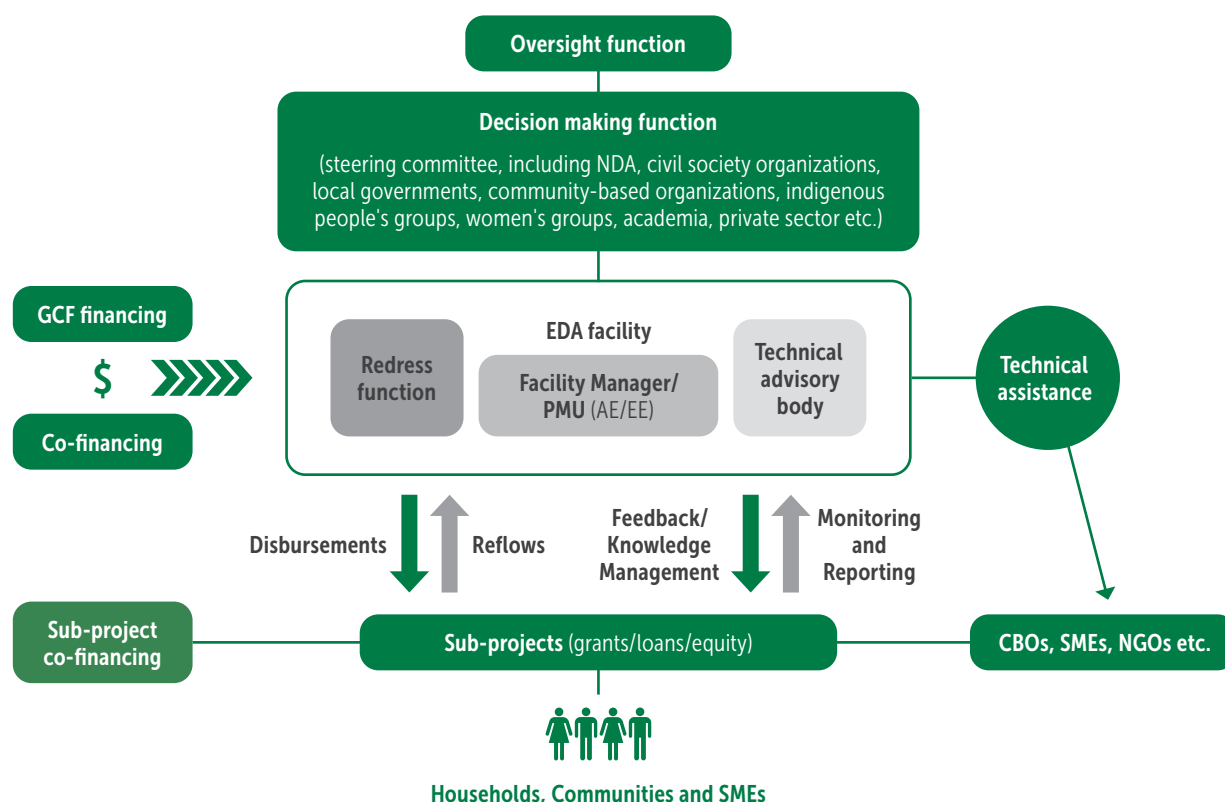 Oversight function
Decision making function
(steering committee, including NDA, civil society organizations,
local governments, community-based organizations, indigenous
people's groups, women's groups, academia, private sector etc.)
GCF financing
$
Co-financing
EDA facility
Redress
function
Facility Manager/
PMU (AE/EE)
Technical
advisory
body
Technical
assistance
Disbursements
Reflows
Feedback/
Knowledge
Management
Monitoring
and
Reporting
Sub-project
co-financing
Sub-projects (grants/loans/equity)
CBOs, SMEs, NGOs etc.
Households, Communities and SMEs